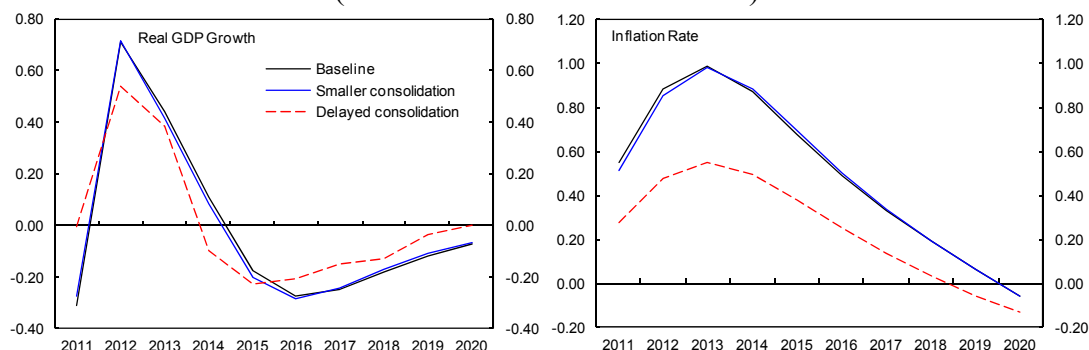 0.80 0.80 1.20 1.20
Real GDP Growth Inflation Rate
0.60 0.60 1.00 1.00
Baseline
Smaller consolidation
Delayed consolidation
0.80 0.80
0.40 0.40
0.60 0.60
0.20 0.20
0.40 0.40
0.00 0.00
0.20 0.20
-0.20 -0.20
0.00 0.00
-0.40 -0.40 -0.20 -0.20
2011 2012 2013 2014 2015 2016 2017 2018 2019 2020 2011 2012 2013 2014 2015 2016 2017 2018 2019 2020